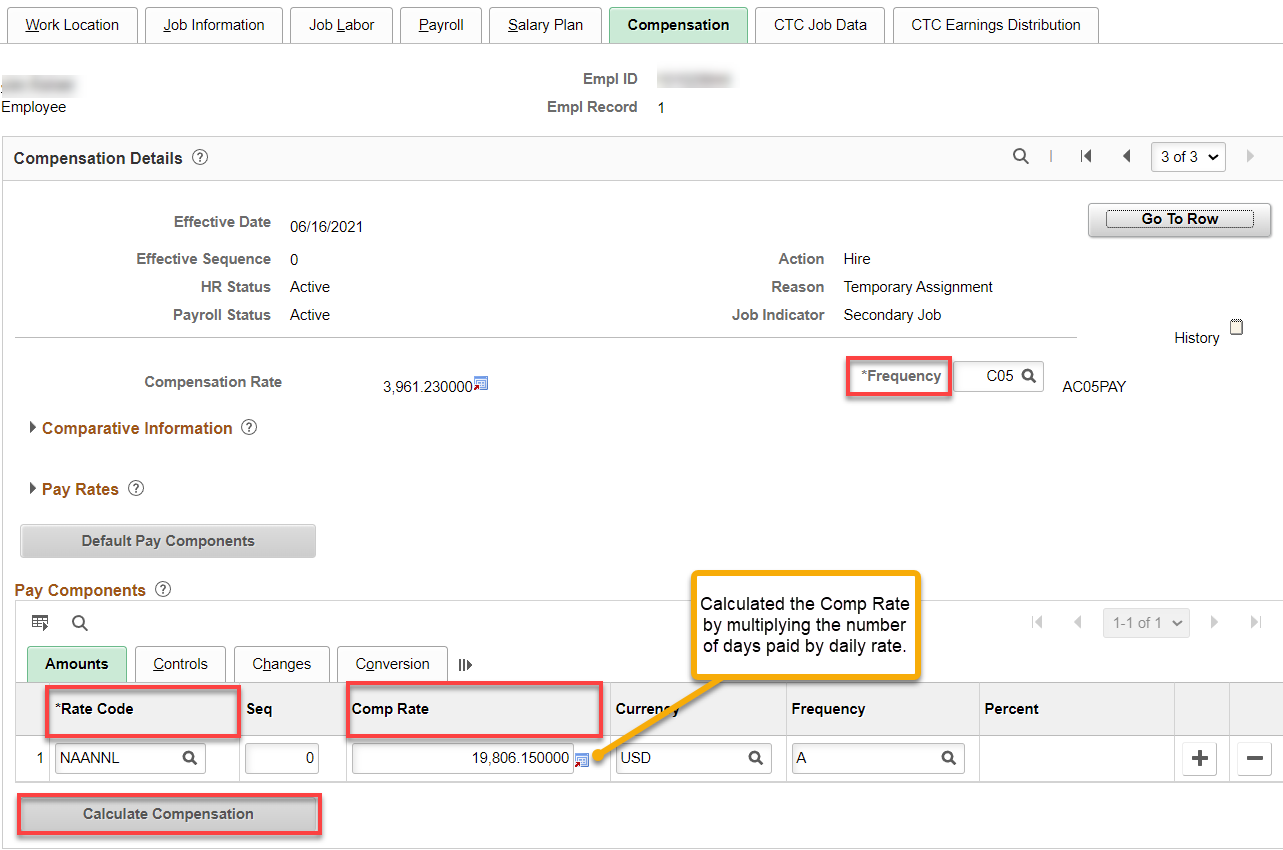 Work Location Job Information Job Labor Payroll Salary Plan Compensation CTC Job Data CTC Earnings Distribution
Empl ID
Employee Empl Record 1
Compensation Details ? 3 of 3
Go To Row
Effective Date 06/16/2021
Effective Sequence 0 Action Hire
HR Status Active Reason Temporary Assignment
Payroll Status Active Job Indicator Secondary Job
History
Compensation Rate 3,961.230000 *Frequency C05 AC05PAY
Comparative Information ?
Pay Rates ?
Default Pay Components
Pay Components ?
Calculated the Comp Rate
by multiplying the number
of days paid by daily rate.
1-1 of 1
Amounts Controls Changes Conversion
*Rate Code Seq Comp Rate Currency Frequency Percent
1 NAANNL 0 19,806.150000 USD A
Calculate Compensation